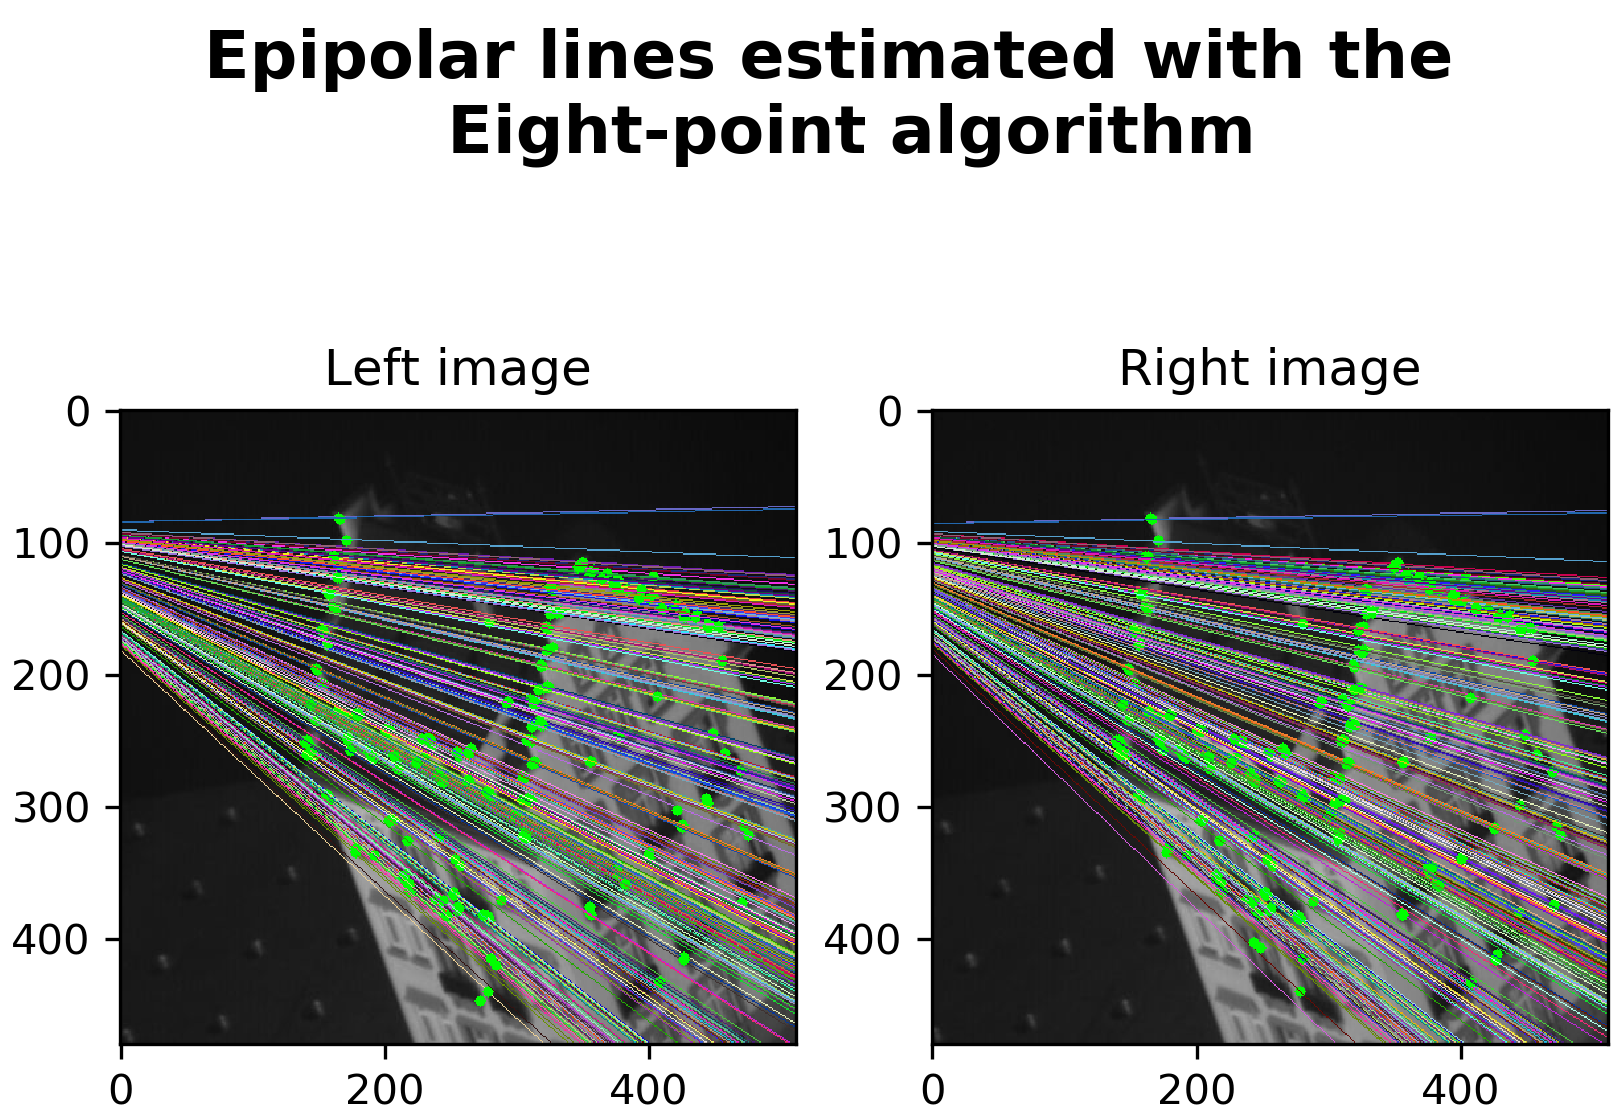 Epipolar lines estimated with the
Eight-point algorithm
Left image
Right image
0
100
200
300
400
0 200 400
0
100
200
300
400
0 200 400